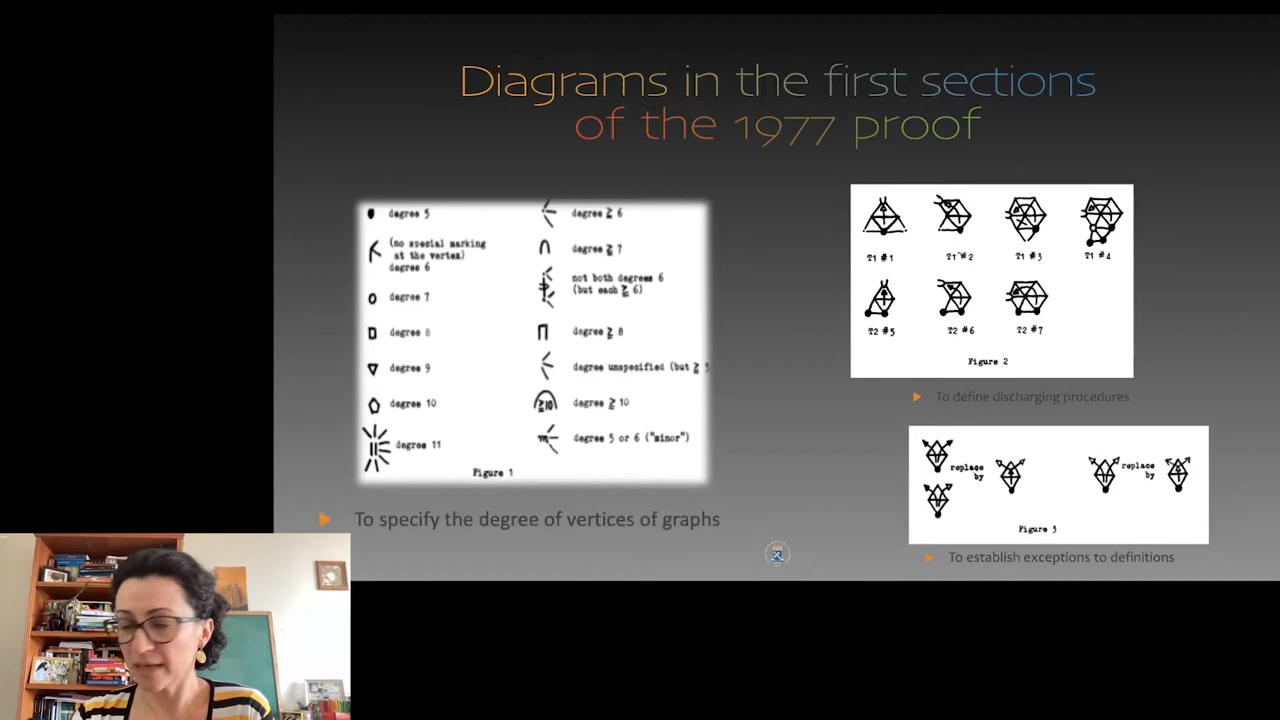 Diagrams in the first sections
of the 1977 proof
degree 5
(no special marking
at the vertex)
degree 6
degree 7
degree 8
degree 9
degree 10
degree 11
degree ≧ 6
degree ≧ 7
not both degrees 6
(but each ≧ 6)
degree ≧ 8
degree unspecified (but ≧ 5
≧10 degree ≧ 10
m degree 5 or 6 ("minor")
Figure 1
To specify the degree of vertices of graphs
T1 #1 T1 #2 T1 #3 T1 #4
T2 #5 T2 #6 T2 #7
Figure 2
To define discharging procedures
replace
by
replace
by
Figure 3
To establish exceptions to definitions